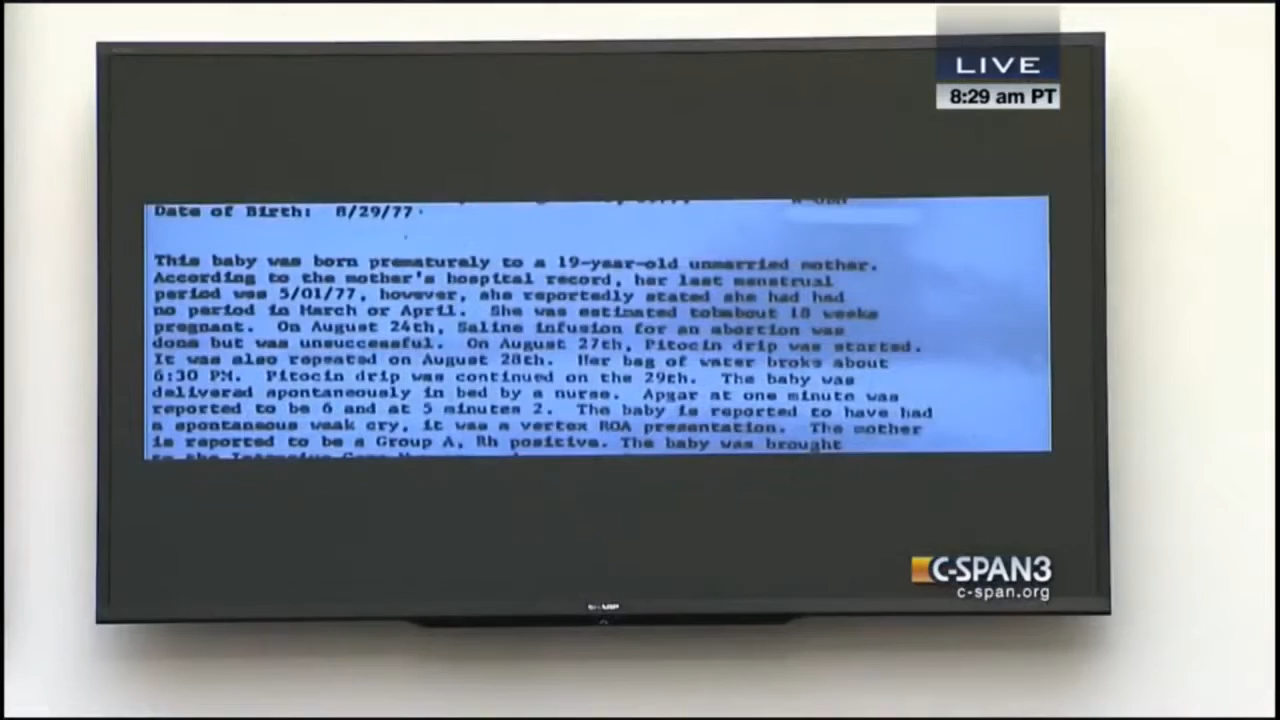 LIVE
8:29 am PT
Date of Birth: 8/29/77
This baby was born prematurely to a 19-year-old unmarried mother.
According to the mother's hospital record, her last menstrual
period was 5/01/77, however, she reportedly stated she had had
no period in March or April. She was estimated tobabout 18 weeks
pregnant. On August 24th, Saline infusion for an abortion was
done but was unsuccessful. On August 27th, Pitocin drip was started.
It was also repeated on August 28th. Her bag of water broke about
6:30 PM. Pitocin drip was continued on the 29th. The baby was
delivered spontaneously in bed by a nurse. Apgar at one minute was
reported to be 6 and at 5 minutes 2. The baby is reported to have had
a spontaneous weak cry, it was a vertex ROA presentation. The mother
is reported to be a Group A, Rh positive. The baby was brought
to the Intensive Care
C-SPAN3
c-span.org